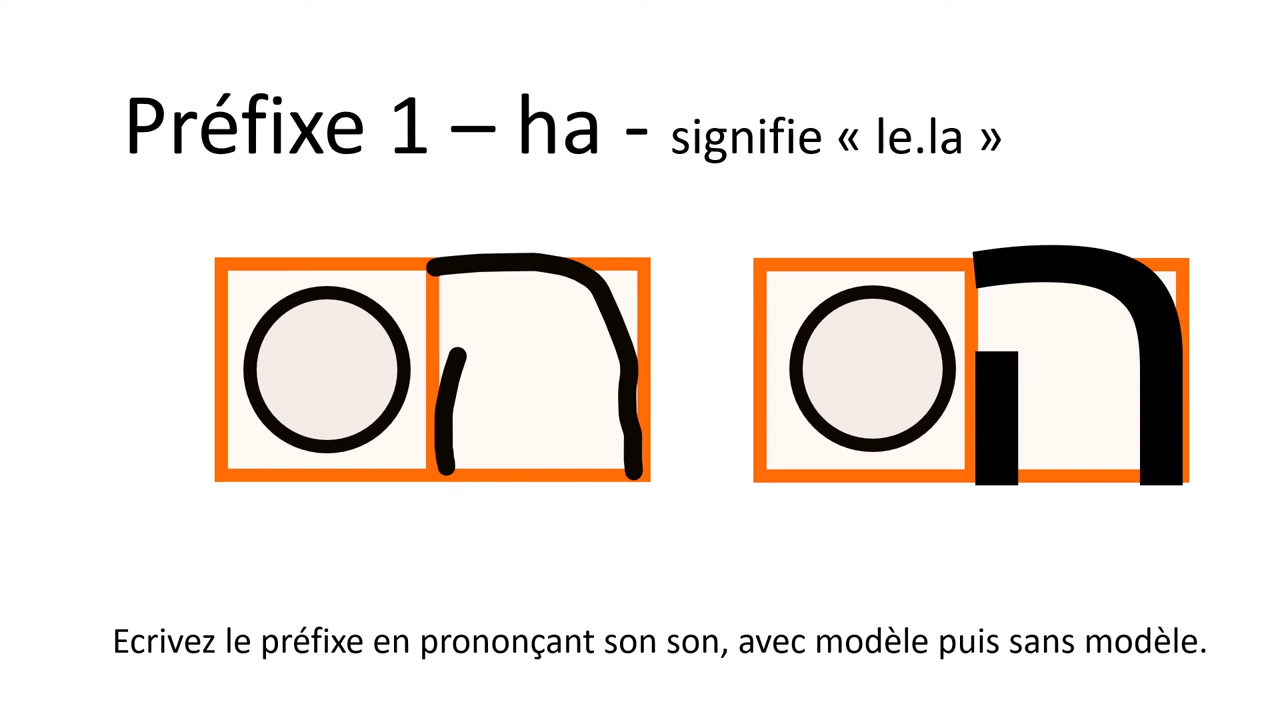 Préfixe 1 – ha - signifie « le.la »
ה ה
Ecrivez le préfixe en prononçant son son, avec modèle puis sans modèle.